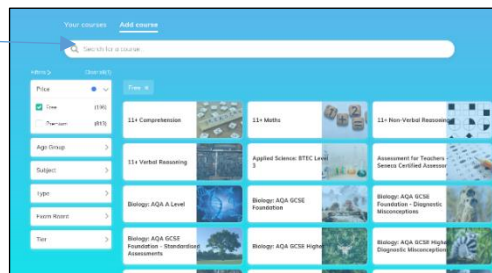 Your courses Add course
Search for a course
Filters Clear all
Price
Free
Premium
Age Group
Subject
Type
Exam Board
Tier
Free ×
11+ Comprehension
11+ Maths
11+ Non-Verbal Reasoning
11+ Verbal Reasoning
Applied Science: BTEC Level
3
Assessment for Teachers -
Seneca Certified Assessor
Biology: AQA A Level
Biology: AQA GCSE
Foundation
Biology: AQA GCSE
Foundation - Diagnostic
Misconceptions
Biology: AQA GCSE
Foundation - Standardised
Assessments
Biology: AQA GCSE Higher
Biology: AQA GCSE Higher
Diagnostic Misconceptions